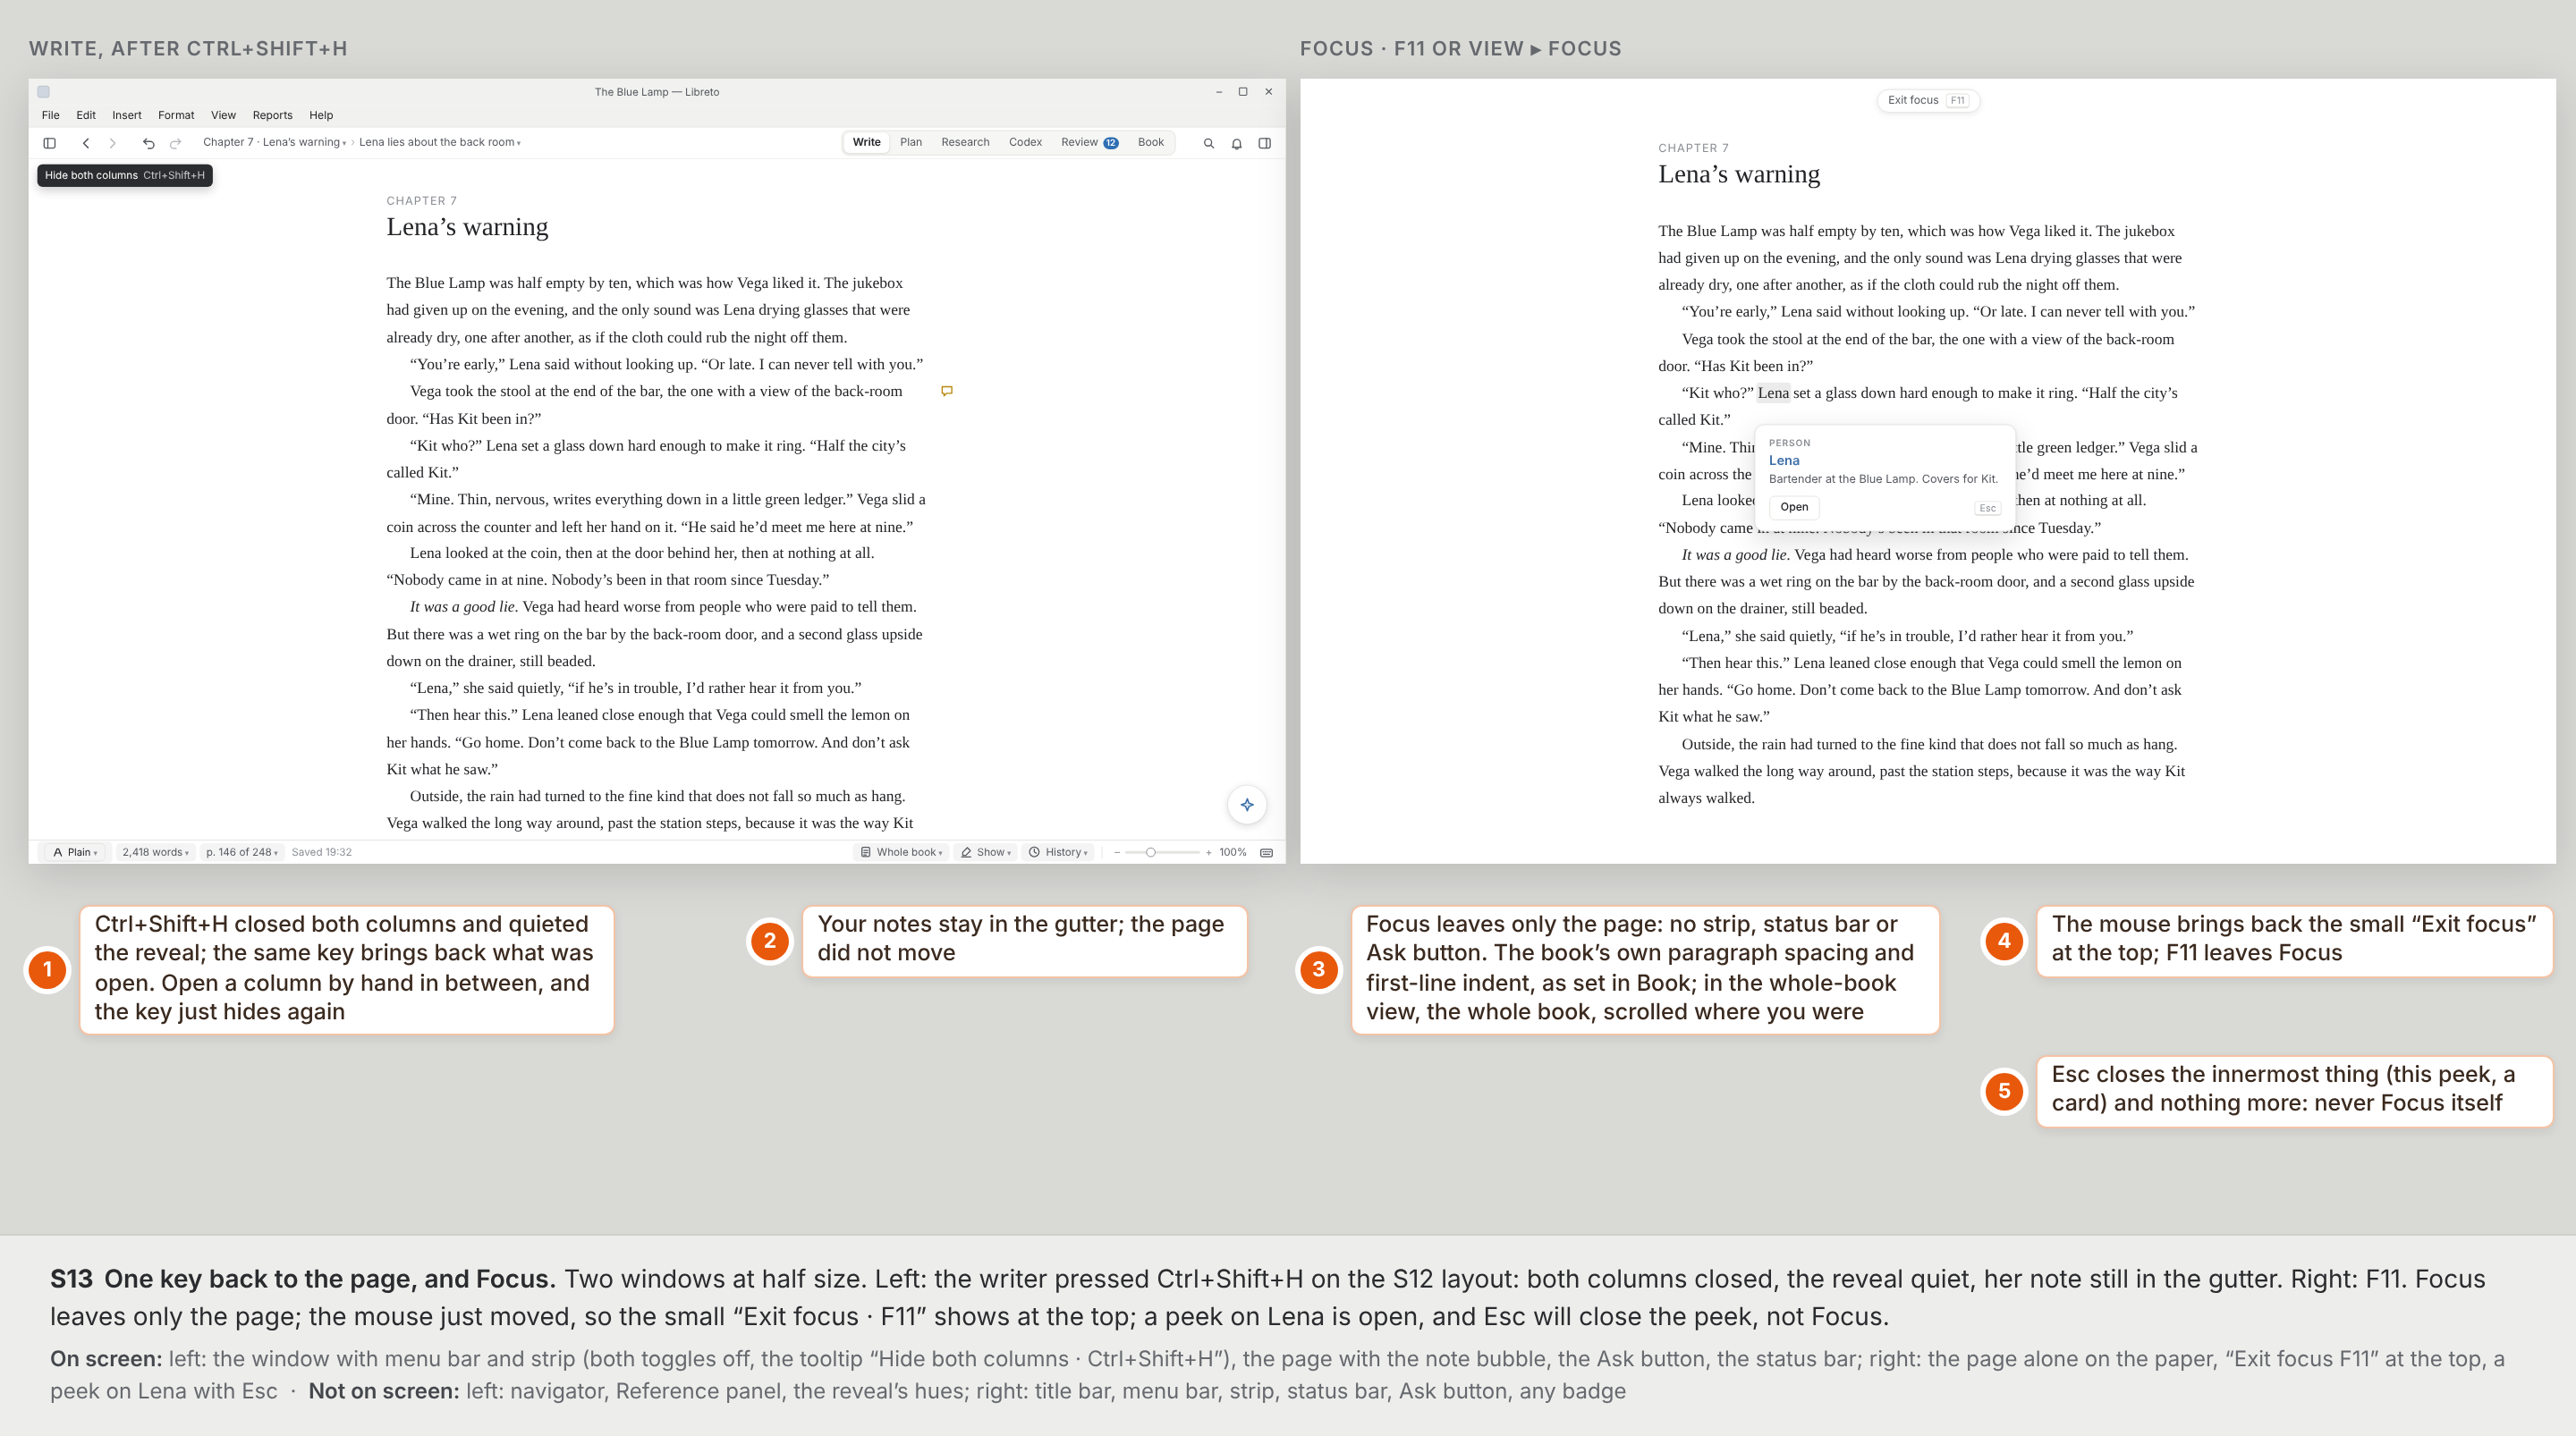 WRITE, AFTER CTRL+SHIFT+H
The Blue Lamp — Libreto
File Edit Insert Format View Reports Help
Chapter 7 · Lena’s warning ▾ › Lena lies about the back room ▾
Write Plan Research Codex Review 12 Book
Hide both columns Ctrl+Shift+H
CHAPTER 7
Lena’s warning
The Blue Lamp was half empty by ten, which was how Vega liked it. The jukebox
had given up on the evening, and the only sound was Lena drying glasses that were
already dry, one after another, as if the cloth could rub the night off them.
“You’re early,” Lena said without looking up. “Or late. I can never tell with you.”
Vega took the stool at the end of the bar, the one with a view of the back-room
door. “Has Kit been in?”
“Kit who?” Lena set a glass down hard enough to make it ring. “Half the city’s
called Kit.”
“Mine. Thin, nervous, writes everything down in a little green ledger.” Vega slid a
coin across the counter and left her hand on it. “He said he’d meet me here at nine.”
Lena looked at the coin, then at the door behind her, then at nothing at all.
“Nobody came in at nine. Nobody’s been in that room since Tuesday.”
It was a good lie. Vega had heard worse from people who were paid to tell them.
But there was a wet ring on the bar by the back-room door, and a second glass upside
down on the drainer, still beaded.
“Lena,” she said quietly, “if he’s in trouble, I’d rather hear it from you.”
“Then hear this.” Lena leaned close enough that Vega could smell the lemon on
her hands. “Go home. Don’t come back to the Blue Lamp tomorrow. And don’t ask
Kit what he saw.”
Outside, the rain had turned to the fine kind that does not fall so much as hang.
Vega walked the long way around, past the station steps, because it was the way Kit
A Plain ▾ 2,418 words ▾ p. 146 of 248 ▾ Saved 19:32
Whole book ▾ Show ▾ History ▾ − + 100%
FOCUS · F11 OR VIEW ▸ FOCUS
Exit focus F11
CHAPTER 7
Lena’s warning
The Blue Lamp was half empty by ten, which was how Vega liked it. The jukebox
had given up on the evening, and the only sound was Lena drying glasses that were
already dry, one after another, as if the cloth could rub the night off them.
“You’re early,” Lena said without looking up. “Or late. I can never tell with you.”
Vega took the stool at the end of the bar, the one with a view of the back-room
door. “Has Kit been in?”
“Kit who?” Lena set a glass down hard enough to make it ring. “Half the city’s
called Kit.”
“Mine. green ledger.” Vega slid a
coin across the he’d meet me here at nine.”
Lena then at nothing at all.
“Nobody came since Tuesday.”
PERSON
Lena
Bartender at the Blue Lamp. Covers for Kit.
Open Esc
It was a good lie. Vega had heard worse from people who were paid to tell them.
But there was a wet ring on the bar by the back-room door, and a second glass upside
down on the drainer, still beaded.
“Lena,” she said quietly, “if he’s in trouble, I’d rather hear it from you.”
“Then hear this.” Lena leaned close enough that Vega could smell the lemon on
her hands. “Go home. Don’t come back to the Blue Lamp tomorrow. And don’t ask
Kit what he saw.”
Outside, the rain had turned to the fine kind that does not fall so much as hang.
Vega walked the long way around, past the station steps, because it was the way Kit
always walked.
1
Ctrl+Shift+H closed both columns and quieted
the reveal; the same key brings back what was
open. Open a column by hand in between, and
the key just hides again
2
Your notes stay in the gutter; the page
did not move
3
Focus leaves only the page: no strip, status bar or
Ask button. The book’s own paragraph spacing and
first-line indent, as set in Book; in the whole-book
view, the whole book, scrolled where you were
4
The mouse brings back the small “Exit focus”
at the top; F11 leaves Focus
5
Esc closes the innermost thing (this peek, a
card) and nothing more: never Focus itself
S13 One key back to the page, and Focus. Two windows at half size. Left: the writer pressed Ctrl+Shift+H on the S12 layout: both columns closed, the reveal quiet, her note still in the gutter. Right: F11. Focus
leaves only the page; the mouse just moved, so the small “Exit focus · F11” shows at the top; a peek on Lena is open, and Esc will close the peek, not Focus.
On screen: left: the window with menu bar and strip (both toggles off, the tooltip “Hide both columns · Ctrl+Shift+H”), the page with the note bubble, the Ask button, the status bar; right: the page alone on the paper, “Exit focus F11” at the top, a
peek on Lena with Esc · Not on screen: left: navigator, Reference panel, the reveal’s hues; right: title bar, menu bar, strip, status bar, Ask button, any badge